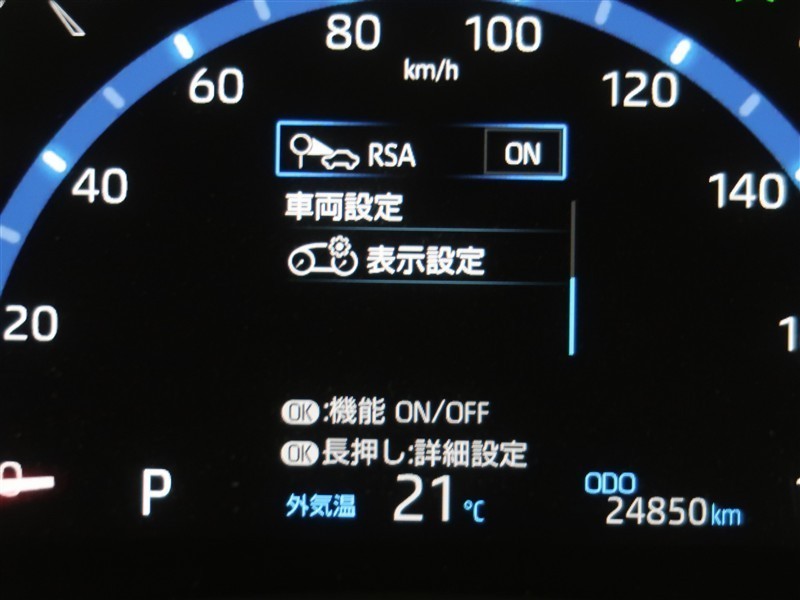 80
100
km/h
60
120
RSA ON
40
140
車両設定
表示設定
20
OK:機能 ON/OFF
OK長押し:詳細設定
P
外気温 21℃
ODO
24850km